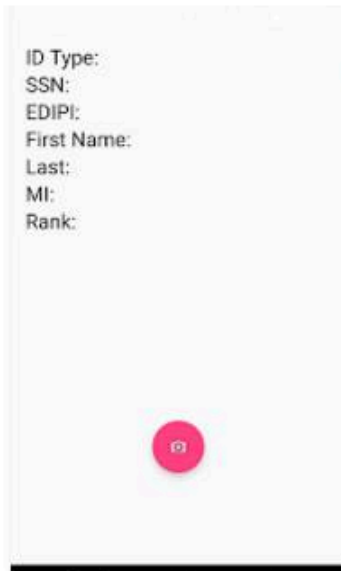 ID Type:
SSN:
EDIPI:
First Name:
Last:
MI:
Rank: